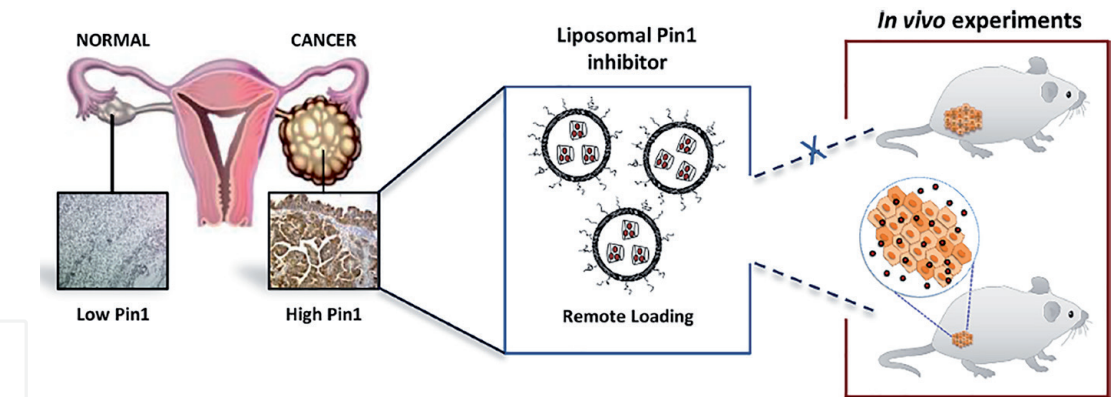 NORMAL
CANCER
Low Pin1
High Pin1
Liposomal Pin1
inhibitor
Remote Loading
In vivo experiments